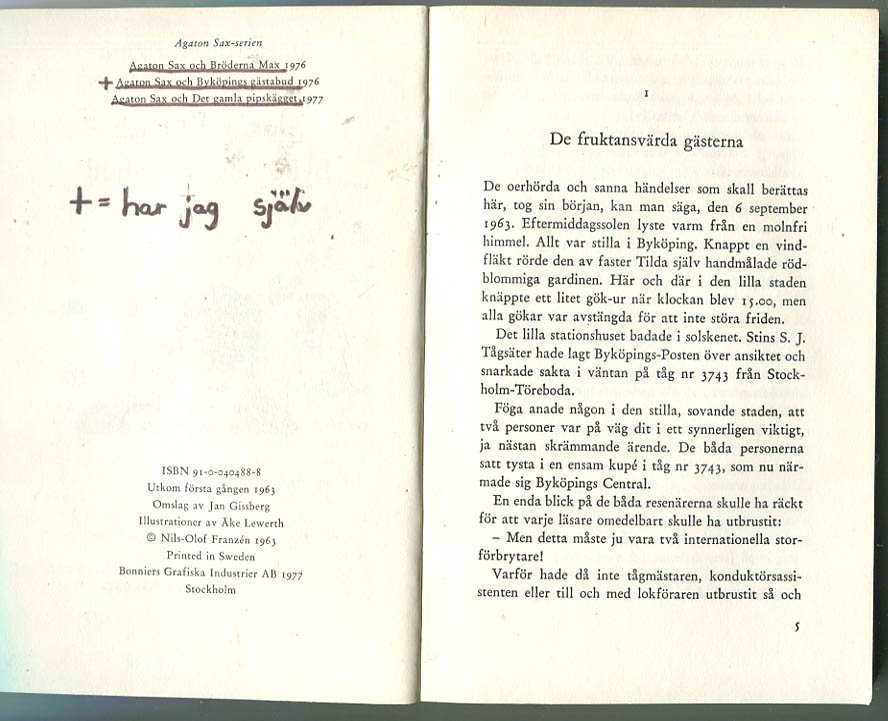 Agaton Sax-serien
Agaton Sax och Bröderna Max 1976
+ Agaton Sax och Byköpings gästabud 1976
Agaton Sax och Det gamla pipskägget 1977
+ = har jag själv
ISBN 91-0-040488-8
Utkom första gången 1963
Omslag av Jan Gissberg
Illustrationer av Åke Lewerth
© Nils-Olof Franzén 1963
Printed in Sweden
Bonniers Grafiska Industrier AB 1977
Stockholm
1
De fruktansvärda gästerna
De oerhörda och sanna händelser som skall berättas
här, tog sin början, kan man säga, den 6 september
1963. Eftermiddagssolen lyste varm från en molnfri
himmel. Allt var stilla i Byköping. Knappt en vind-
fläkt rörde den av faster Tilda själv handmålade röd-
blommiga gardinen. Här och där i den lilla staden
knäppte ett litet gök-ur när klockan blev 15.00, men
alla gökar var avstängda för att inte störa friden.
Det lilla stationshuset badade i solskenet. Stins S. J.
Tågsäter hade lagt Byköpings-Posten över ansiktet och
snarkade sakta i väntan på tåg nr 3743 från Stock-
holm-Töreboda.
Föga anade någon i den stilla, sovande staden, att
två personer var på väg dit i ett synnerligen viktigt,
ja nästan skrämmande ärende. De båda personerna
satt tysta i en ensam kupé i tåg nr 3743, som nu när-
made sig Byköpings Central.
En enda blick på de båda resenärerna skulle ha räckt
för att varje läsare omedelbart skulle ha utbrustit:
– Men detta måste ju vara två internationella stor-
förbrytare!
Varför hade då inte tågmästaren, konduktörsassi-
stenten eller till och med lokföraren utbrustit så och
5